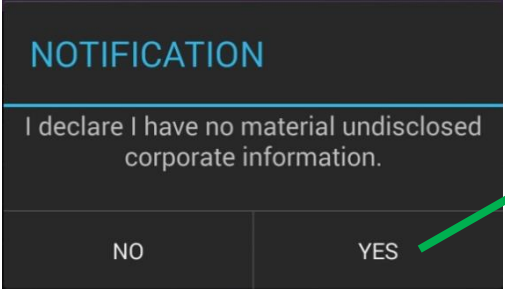 NOTIFICATION
I declare I have no material undisclosed
corporate information.
NO
YES